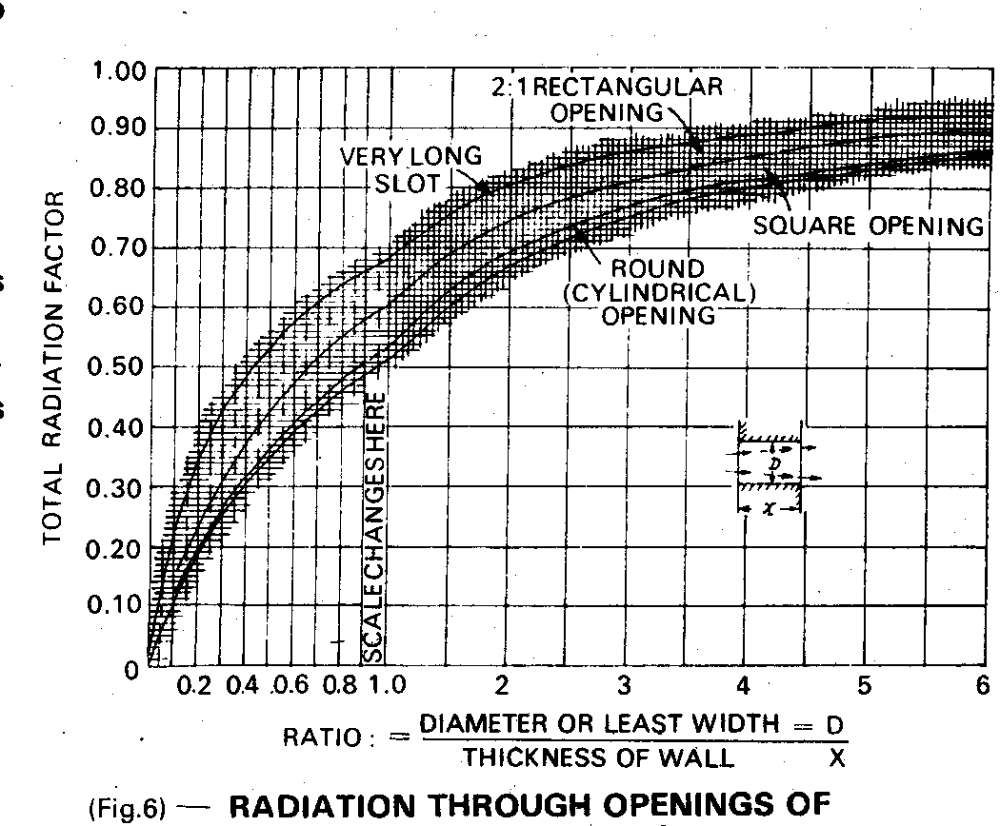 1.00
0.90
0.80
0.70
0.60
0.50
0.40
0.30
0.20
0.10
0
TOTAL RADIATION FACTOR
2:1 RECTANGULAR
OPENING
VERY LONG
SLOT
SQUARE OPENING
ROUND
(CYLINDRICAL)
OPENING
SCALE CHANGES HERE
D
X
0.2 0.4 .0.6 0.8 1.0 2 3 4 5 6
RATIO : = DIAMETER OR LEAST WIDTH = D
THICKNESS OF WALL X
(Fig.6) — RADIATION THROUGH OPENINGS OF